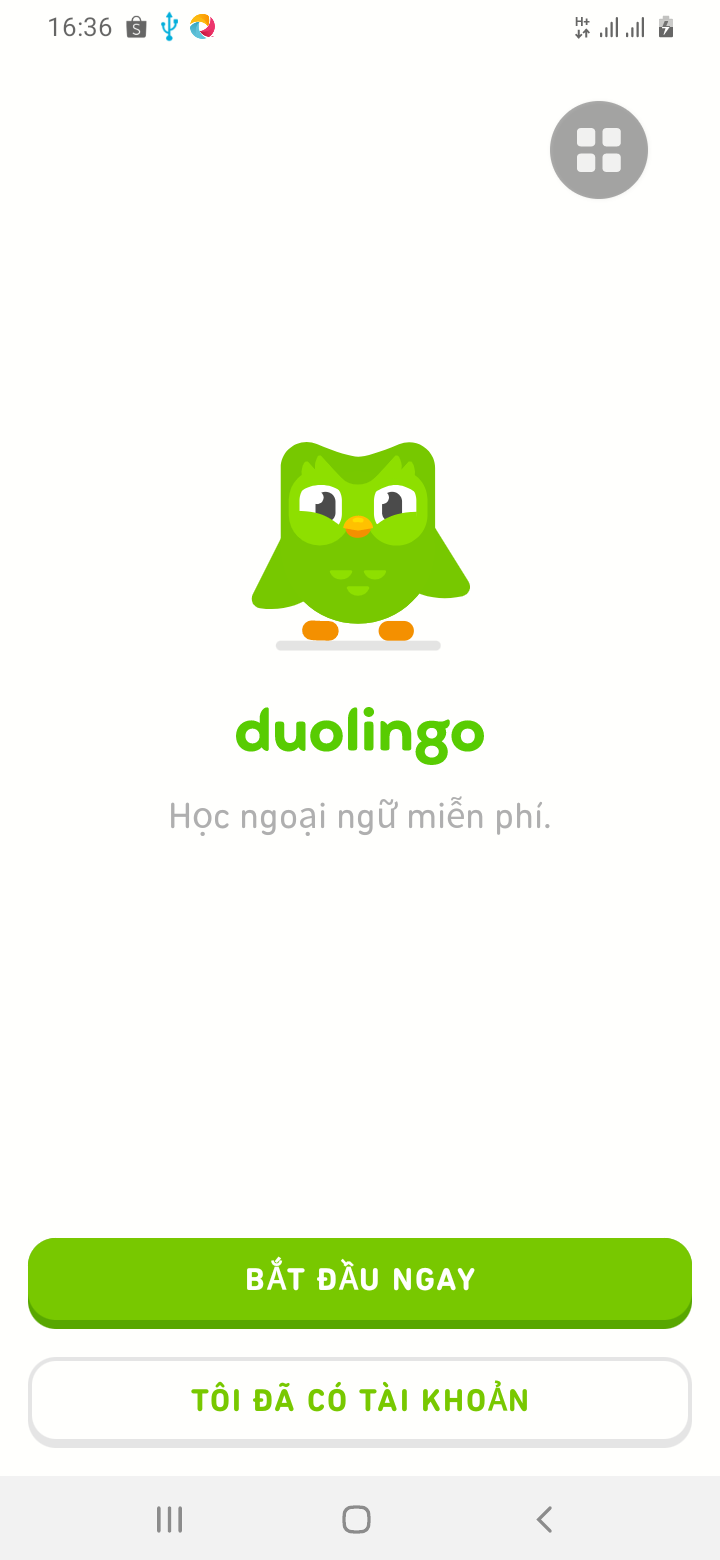 16:36
H+
duolingo
Học ngoại ngữ miễn phí.
BẮT ĐẦU NGAY
TÔI ĐÃ CÓ TÀI KHOẢN